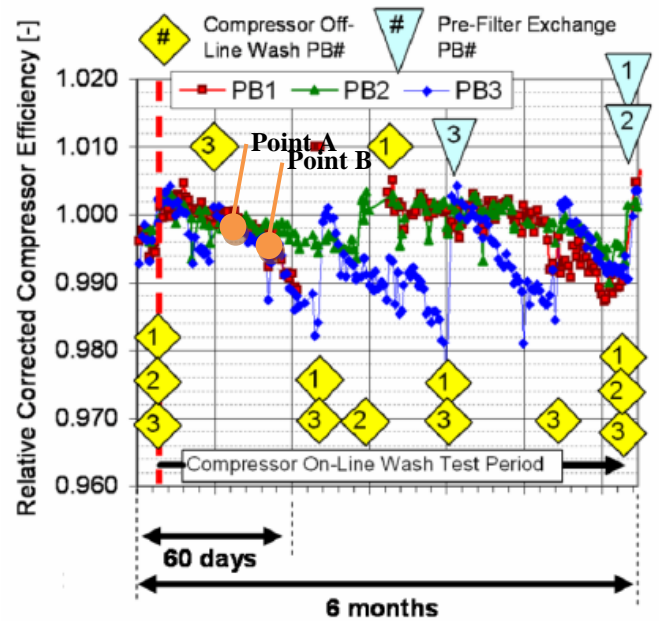 Compressor Off-
Line Wash PB#
#
Pre-Filter Exchange
PB#
#
Relative Corrected Compressor Efficiency [-]
1.020
1.010
1.000
0.990
0.980
0.970
0.960
PB1
PB2
PB3
1
2
3
Point A
Point B
1
3
1
2
3
1
3
2
1
3
3
1
2
3
Compressor On-Line Wash Test Period
60 days
6 months